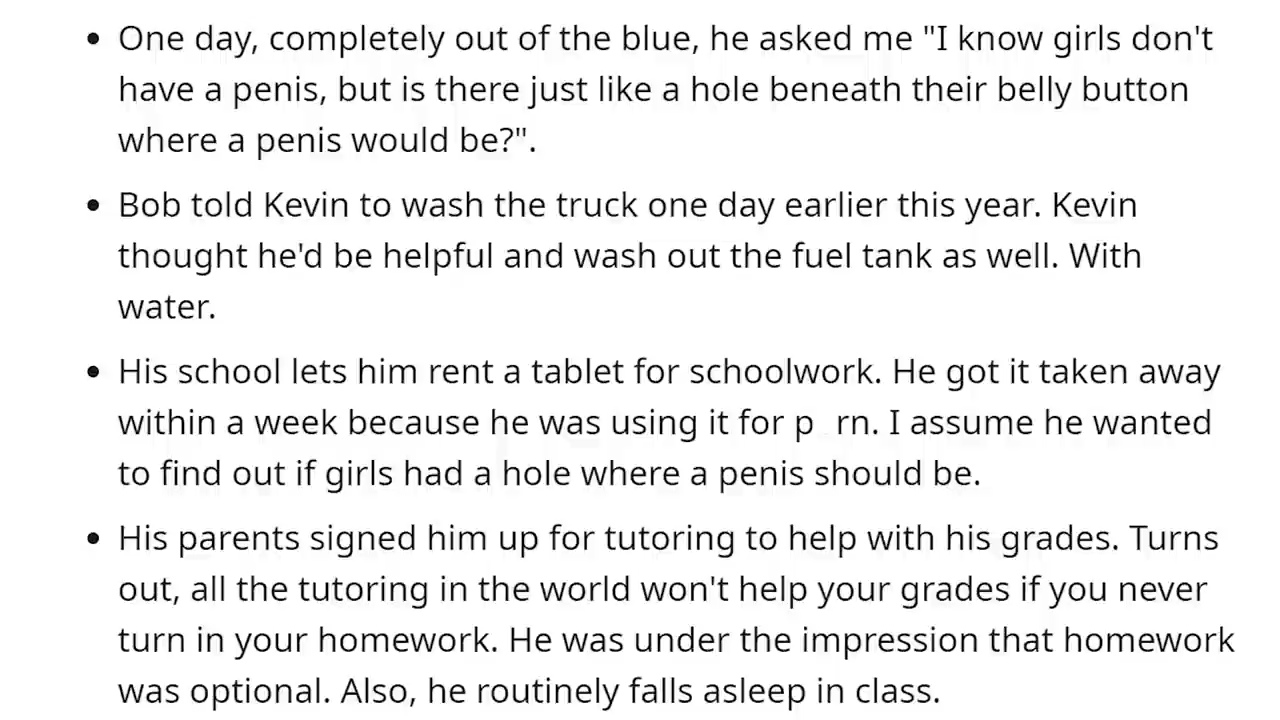 • One day, completely out of the blue, he asked me "I know girls don't
have a penis, but is there just like a hole beneath their belly button
where a penis would be?".
• Bob told Kevin to wash the truck one day earlier this year. Kevin
thought he'd be helpful and wash out the fuel tank as well. With
water.
• His school lets him rent a tablet for schoolwork. He got it taken away
within a week because he was using it for p rn. I assume he wanted
to find out if girls had a hole where a penis should be.
• His parents signed him up for tutoring to help with his grades. Turns
out, all the tutoring in the world won't help your grades if you never
turn in your homework. He was under the impression that homework
was optional. Also, he routinely falls asleep in class.